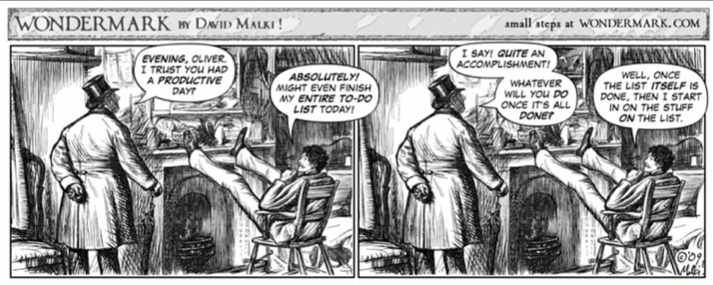 WONDERMARK BY DAVID MALKI !
small steps at WONDERMARK.COM
EVENING, OLIVER.
I TRUST YOU HAD
A PRODUCTIVE
DAY?
ABSOLUTELY!
MIGHT EVEN FINISH
MY ENTIRE TO-DO
LIST TODAY!
I SAY! QUITE AN
ACCOMPLISHMENT!
WHATEVER
WILL YOU DO
ONCE IT'S ALL
DONE?
WELL, ONCE
THE LIST ITSELF IS
DONE, THEN I START
IN ON THE STUFF
ON THE LIST.
©'09
Malki